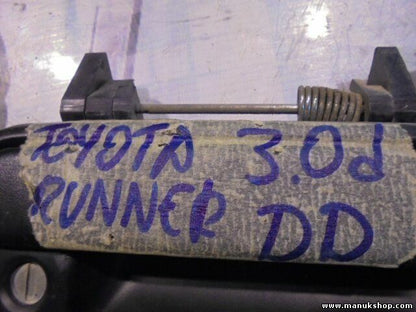 TOYOTA 3.0d
RUNNER DD
www.manukshop.com